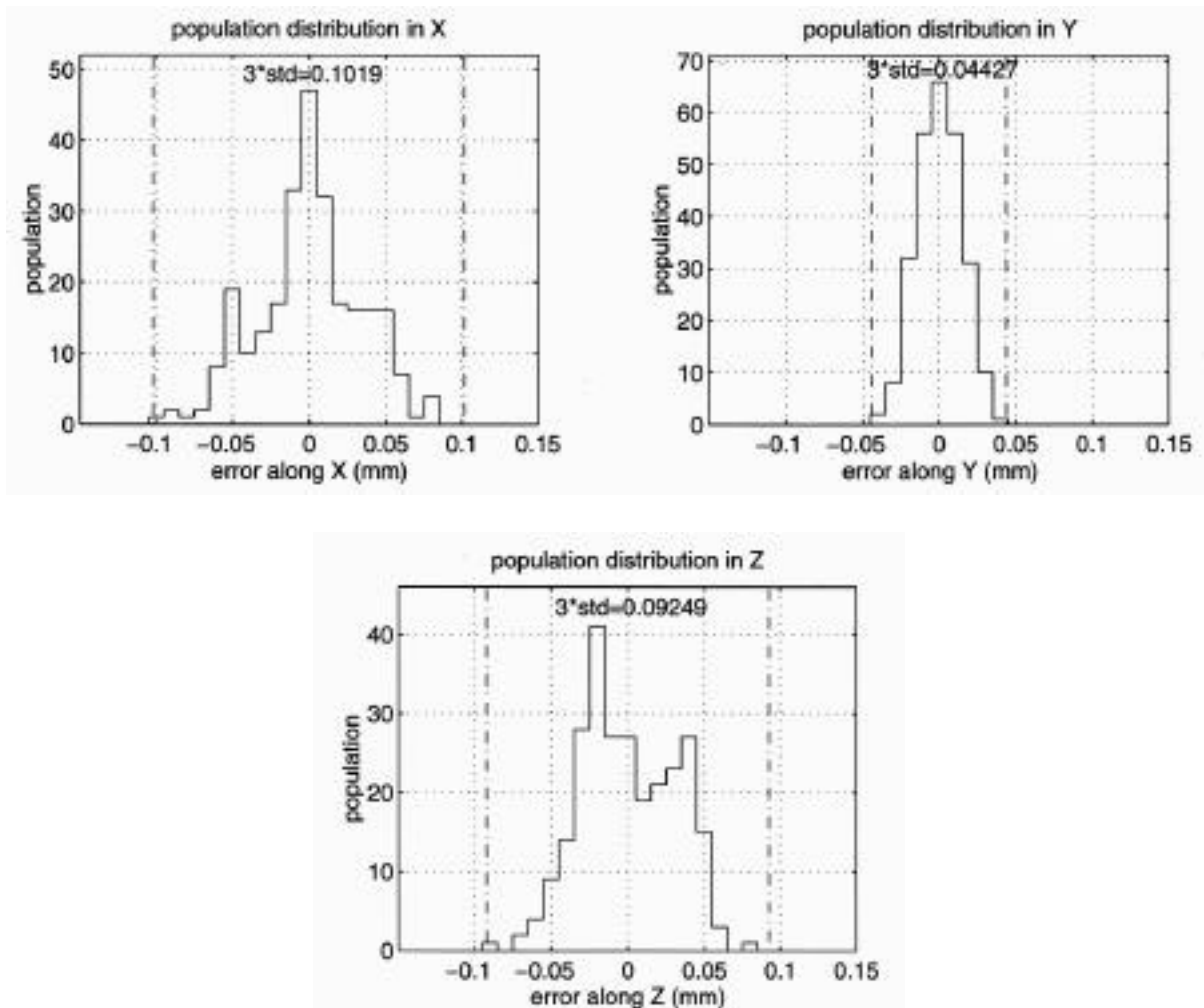 population distribution in X
3*std=0.1019
50
40
30
20
10
0
population
−0.1 −0.05 0 0.05 0.1 0.15
error along X (mm)
population distribution in Y
3*std=0.04427
70
60
50
40
30
20
10
0
population
−0.1 −0.05 0 0.05 0.1 0.15
error along Y (mm)
population distribution in Z
3*std=0.09249
40
30
20
10
0
population
−0.1 −0.05 0 0.05 0.1 0.15
error along Z (mm)